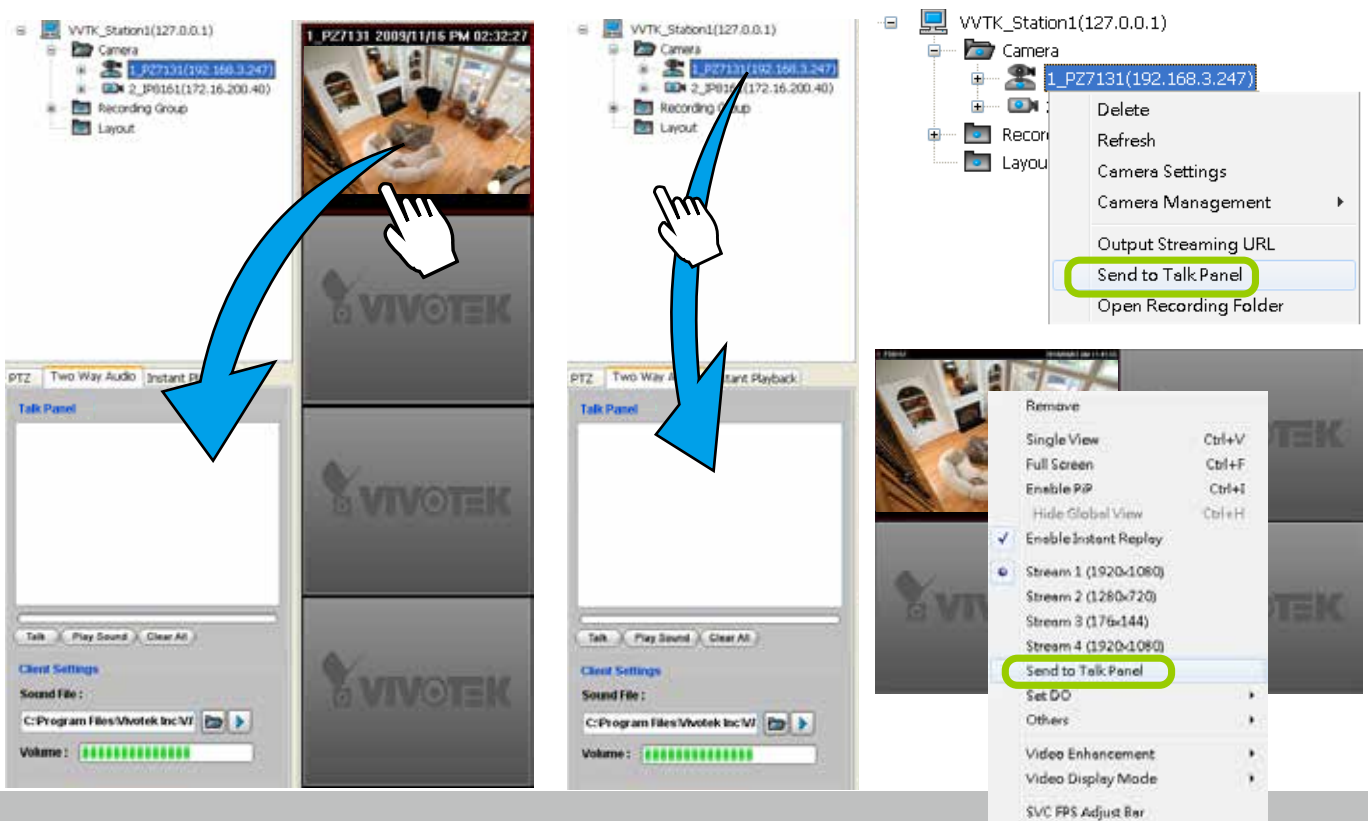 VVTK_Station1(127.0.0.1)
Camera
1_PZ7131(192.168.3.247)
2_IP8161(172.16.200.40)
Recording Group
Layout
1_PZ7131 2009/11/16 PM 02:32:27
VIVOTEK
VIVOTEK
VIVOTEK
PTZ Two Way Audio Instant
Talk Panel
Talk Play Sound Clear All
Client Settings
Sound File :
C:\Program Files\Vivotek Inc\VI
Volume :
VVTK_Station1(127.0.0.1)
Camera
1_PZ7131(192.168.3.247)
2_IP8161(172.16.200.40)
Recording Group
Layout
PTZ Two Way Playback
Talk Panel
Talk Play Sound Clear All
Client Settings
Sound File :
C:\Program Files\Vivotek Inc\VI
Volume :
VVTK_Station1(127.0.0.1)
Camera
1_PZ7131(192.168.3.247)
Delete
Refresh
Camera Settings
Camera Management
Output Streaming URL
Send to Talk Panel
Open Recording Folder
Remove
Single View Ctrl+V
Full Screen Ctrl+F
Enable PiP Ctrl+I
Hide Global View Ctrl+H
Enable Instant Replay
Stream 1 (1920x1080)
Stream 2 (1280x720)
Stream 3 (176x144)
Stream 4 (1920x1080)
Send to Talk Panel
Set DO
Others
Video Enhancement
Video Display Mode
SVC FPS Adjust Bar